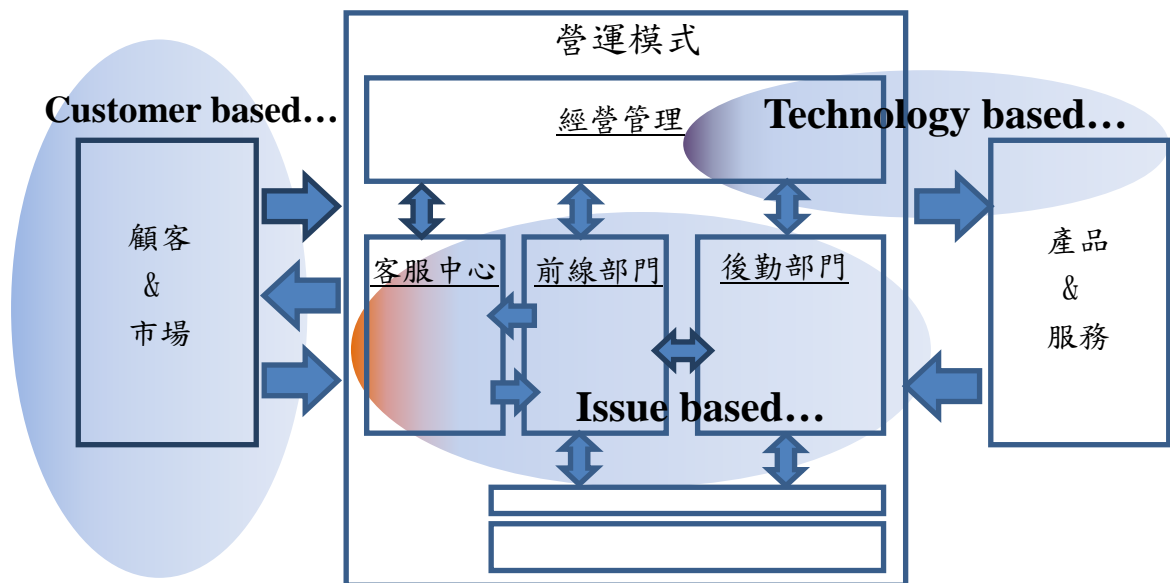 營運模式
Customer based…
經營管理
Technology based…
顧客
&
市場
客服中心
前線部門
後勤部門
產品
&
服務
Issue based…